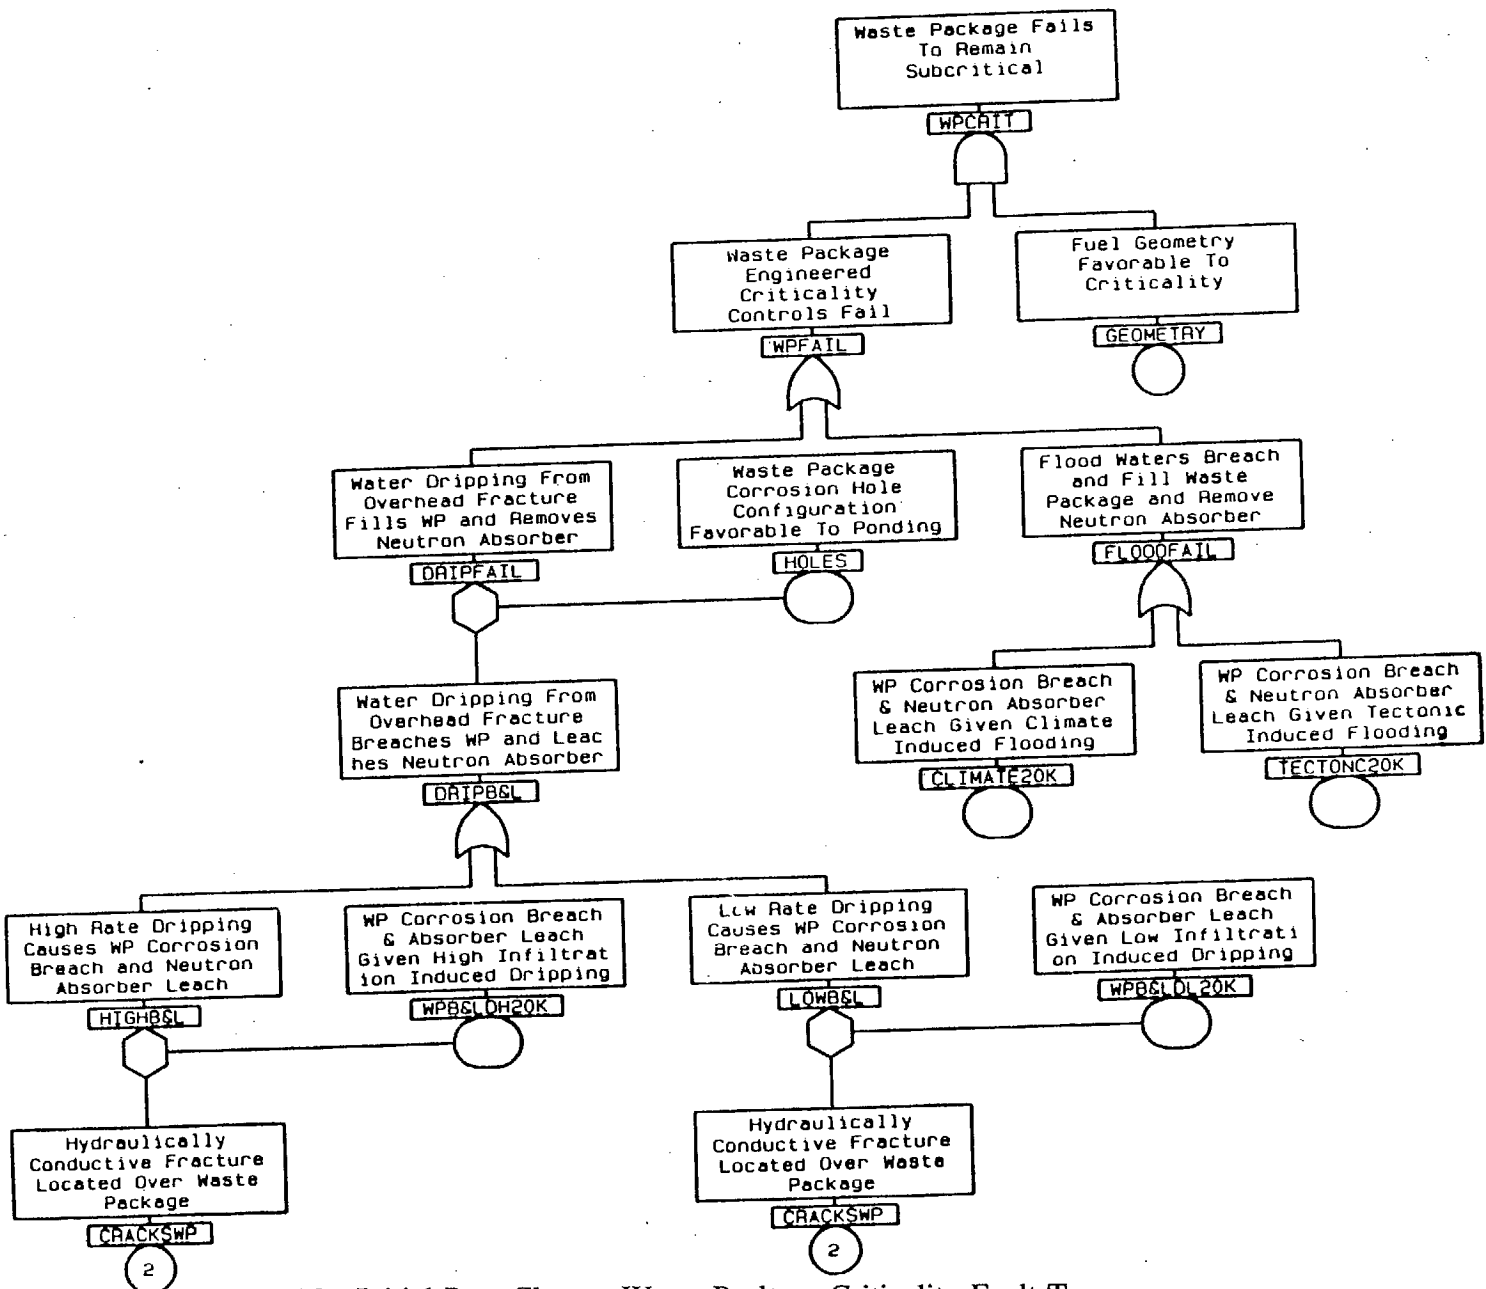 Waste Package Fails
To Remain
Subcritical
WPCRIT
Waste Package
Engineered
Criticality
Controls Fail
WPFAIL
Fuel Geometry
Favorable To
Criticality
GEOMETRY
Water Dripping From
Overhead Fracture
Fills WP and Removes
Neutron Absorber
DRIPFAIL
Waste Package
Corrosion Hole
Configuration
Favorable To Ponding
HOLES
Flood Waters Breach
and Fill Waste
Package and Remove
Neutron Absorber
FLOODFAIL
Water Dripping From
Overhead Fracture
Breaches WP and Leac
hes Neutron Absorber
DRIPB&L
WP Corrosion Breach
& Neutron Absorber
Leach Given Climate
Induced Flooding
CLIMATE20K
WP Corrosion Breach
& Neutron Absorber
Leach Given Tectonic
Induced Flooding
TECTONC20K
High Rate Dripping
Causes WP Corrosion
Breach and Neutron
Absorber Leach
HIGHB&L
WP Corrosion Breach
& Absorber Leach
Given High Infiltrat
ion Induced Dripping
WPB&LDH20K
Low Rate Dripping
Causes WP Corrosion
Breach and Neutron
Absorber Leach
LOWB&L
WP Corrosion Breach
& Absorber Leach
Given Low Infiltrati
on Induced Dripping
WPB&LDL20K
Hydraulically
Conductive Fracture
Located Over Waste
Package
CRACKSWP
2
Hydraulically
Conductive Fracture
Located Over Waste
Package
CRACKSWP
2